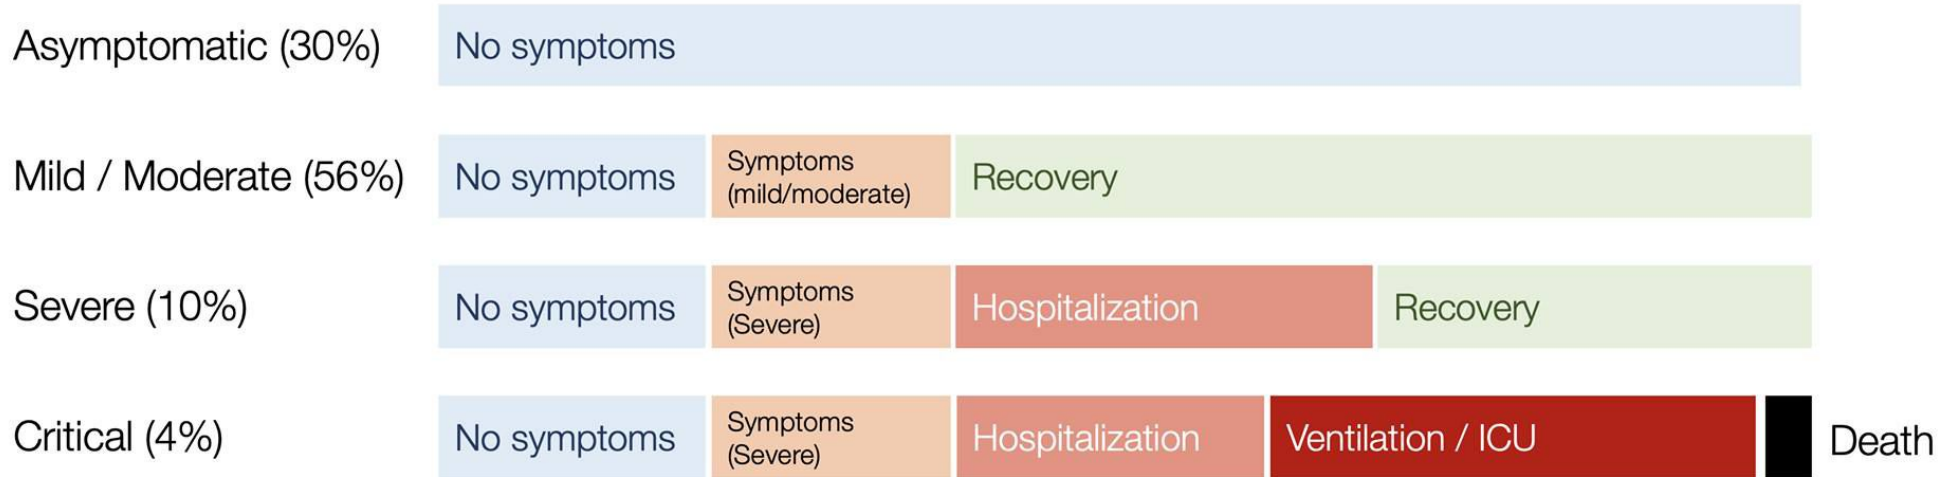 Asymptomatic (30%)
No symptoms
Mild / Moderate (56%)
No symptoms
Symptoms
(mild/moderate)
Recovery
Severe (10%)
No symptoms
Symptoms
(Severe)
Hospitalization
Recovery
Critical (4%)
No symptoms
Symptoms
(Severe)
Hospitalization
Ventilation / ICU
Death